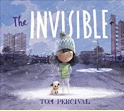 The
INVISIBLE
TOM PERCIVAL